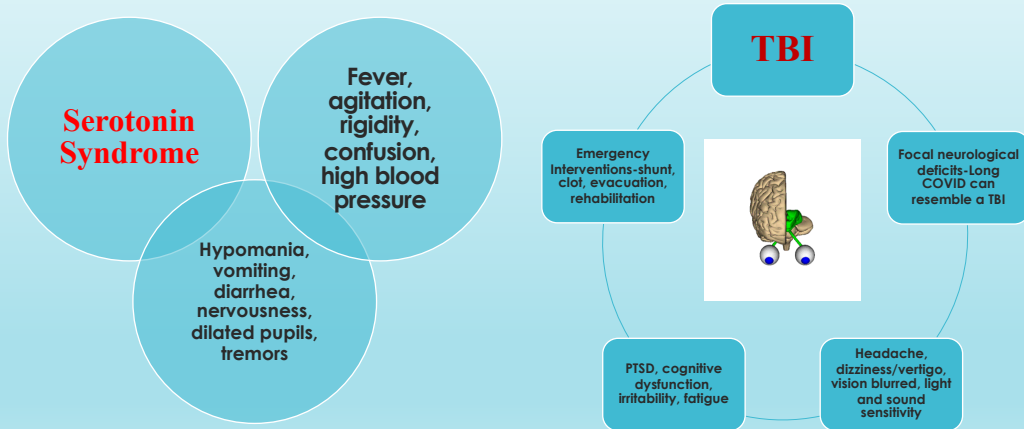 Serotonin
Syndrome
Fever,
agitation,
rigidity,
confusion,
high blood
pressure
Hypomania,
vomiting,
diarrhea,
nervousness,
dilated pupils,
tremors
TBI
Focal neurological
deficits-Long
COVID can
resemble a TBI
Headache,
dizziness/vertigo,
vision blurred, light
and sound
sensitivity
PTSD, cognitive
dysfunction,
irritability, fatigue
Emergency
Interventions-shunt,
clot, evacuation,
rehabilitation